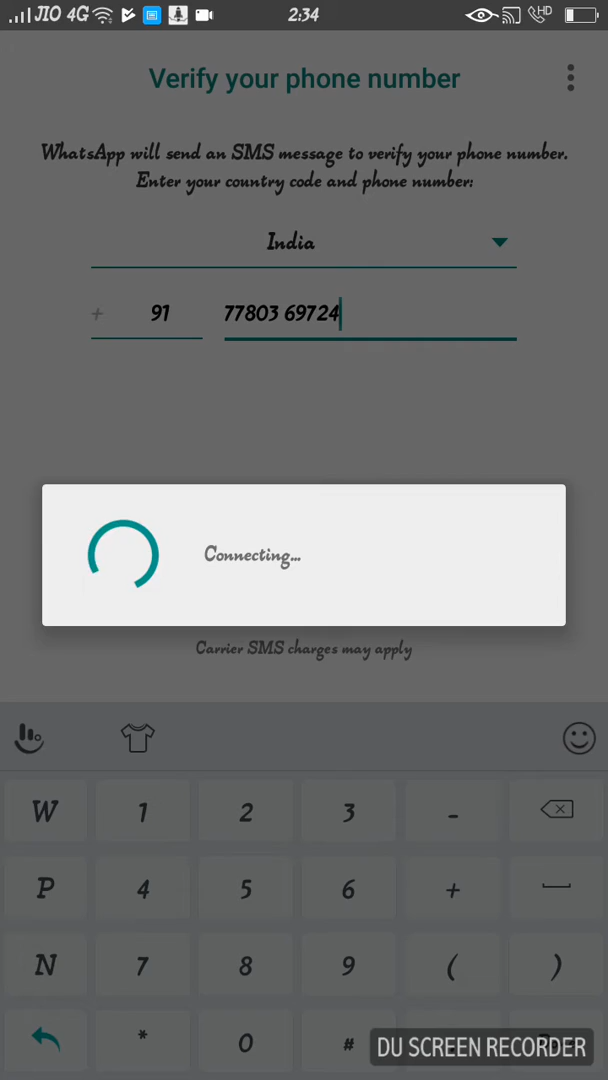 JIO 4G 2:34 HD
Verify your phone number
WhatsApp will send an SMS message to verify your phone number.
Enter your country code and phone number:
India
+ 91 77803 69724
Connecting...
Carrier SMS charges may apply
W 1 2 3 -
P 4 5 6 +
N 7 8 9 ( )
* 0 #
DU SCREEN RECORDER